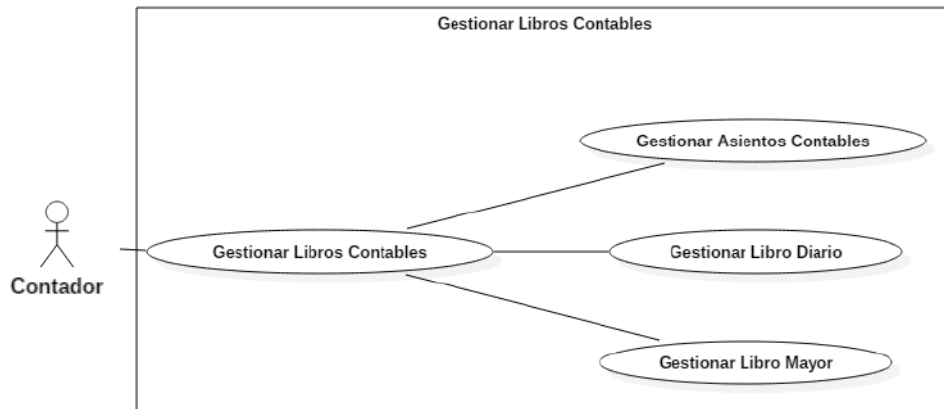 Gestionar Libros Contables
Gestionar Asientos Contables
Gestionar Libros Contables
Gestionar Libro Diario
Contador
Gestionar Libro Mayor